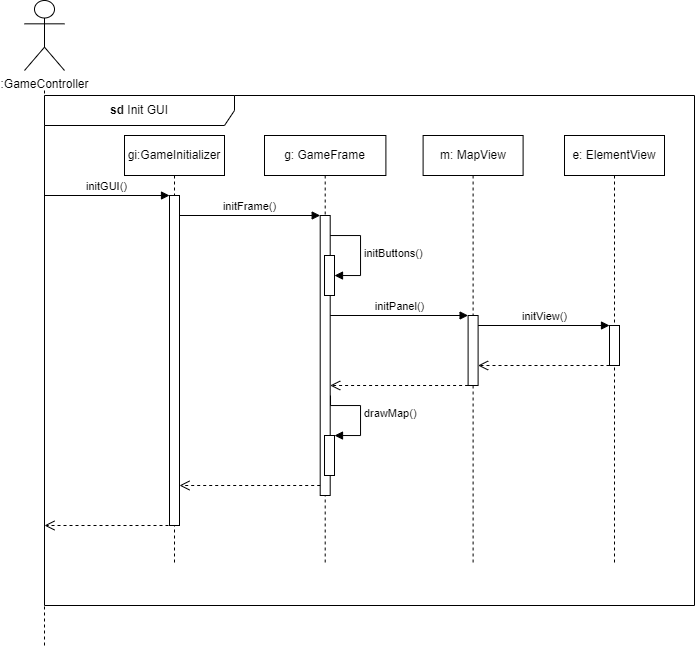 :GameController
sd Init GUI
gi:GameInitializer
g: GameFrame
m: MapView
e: ElementView
initGUI()
initFrame()
initButtons()
initPanel()
initView()
drawMap()